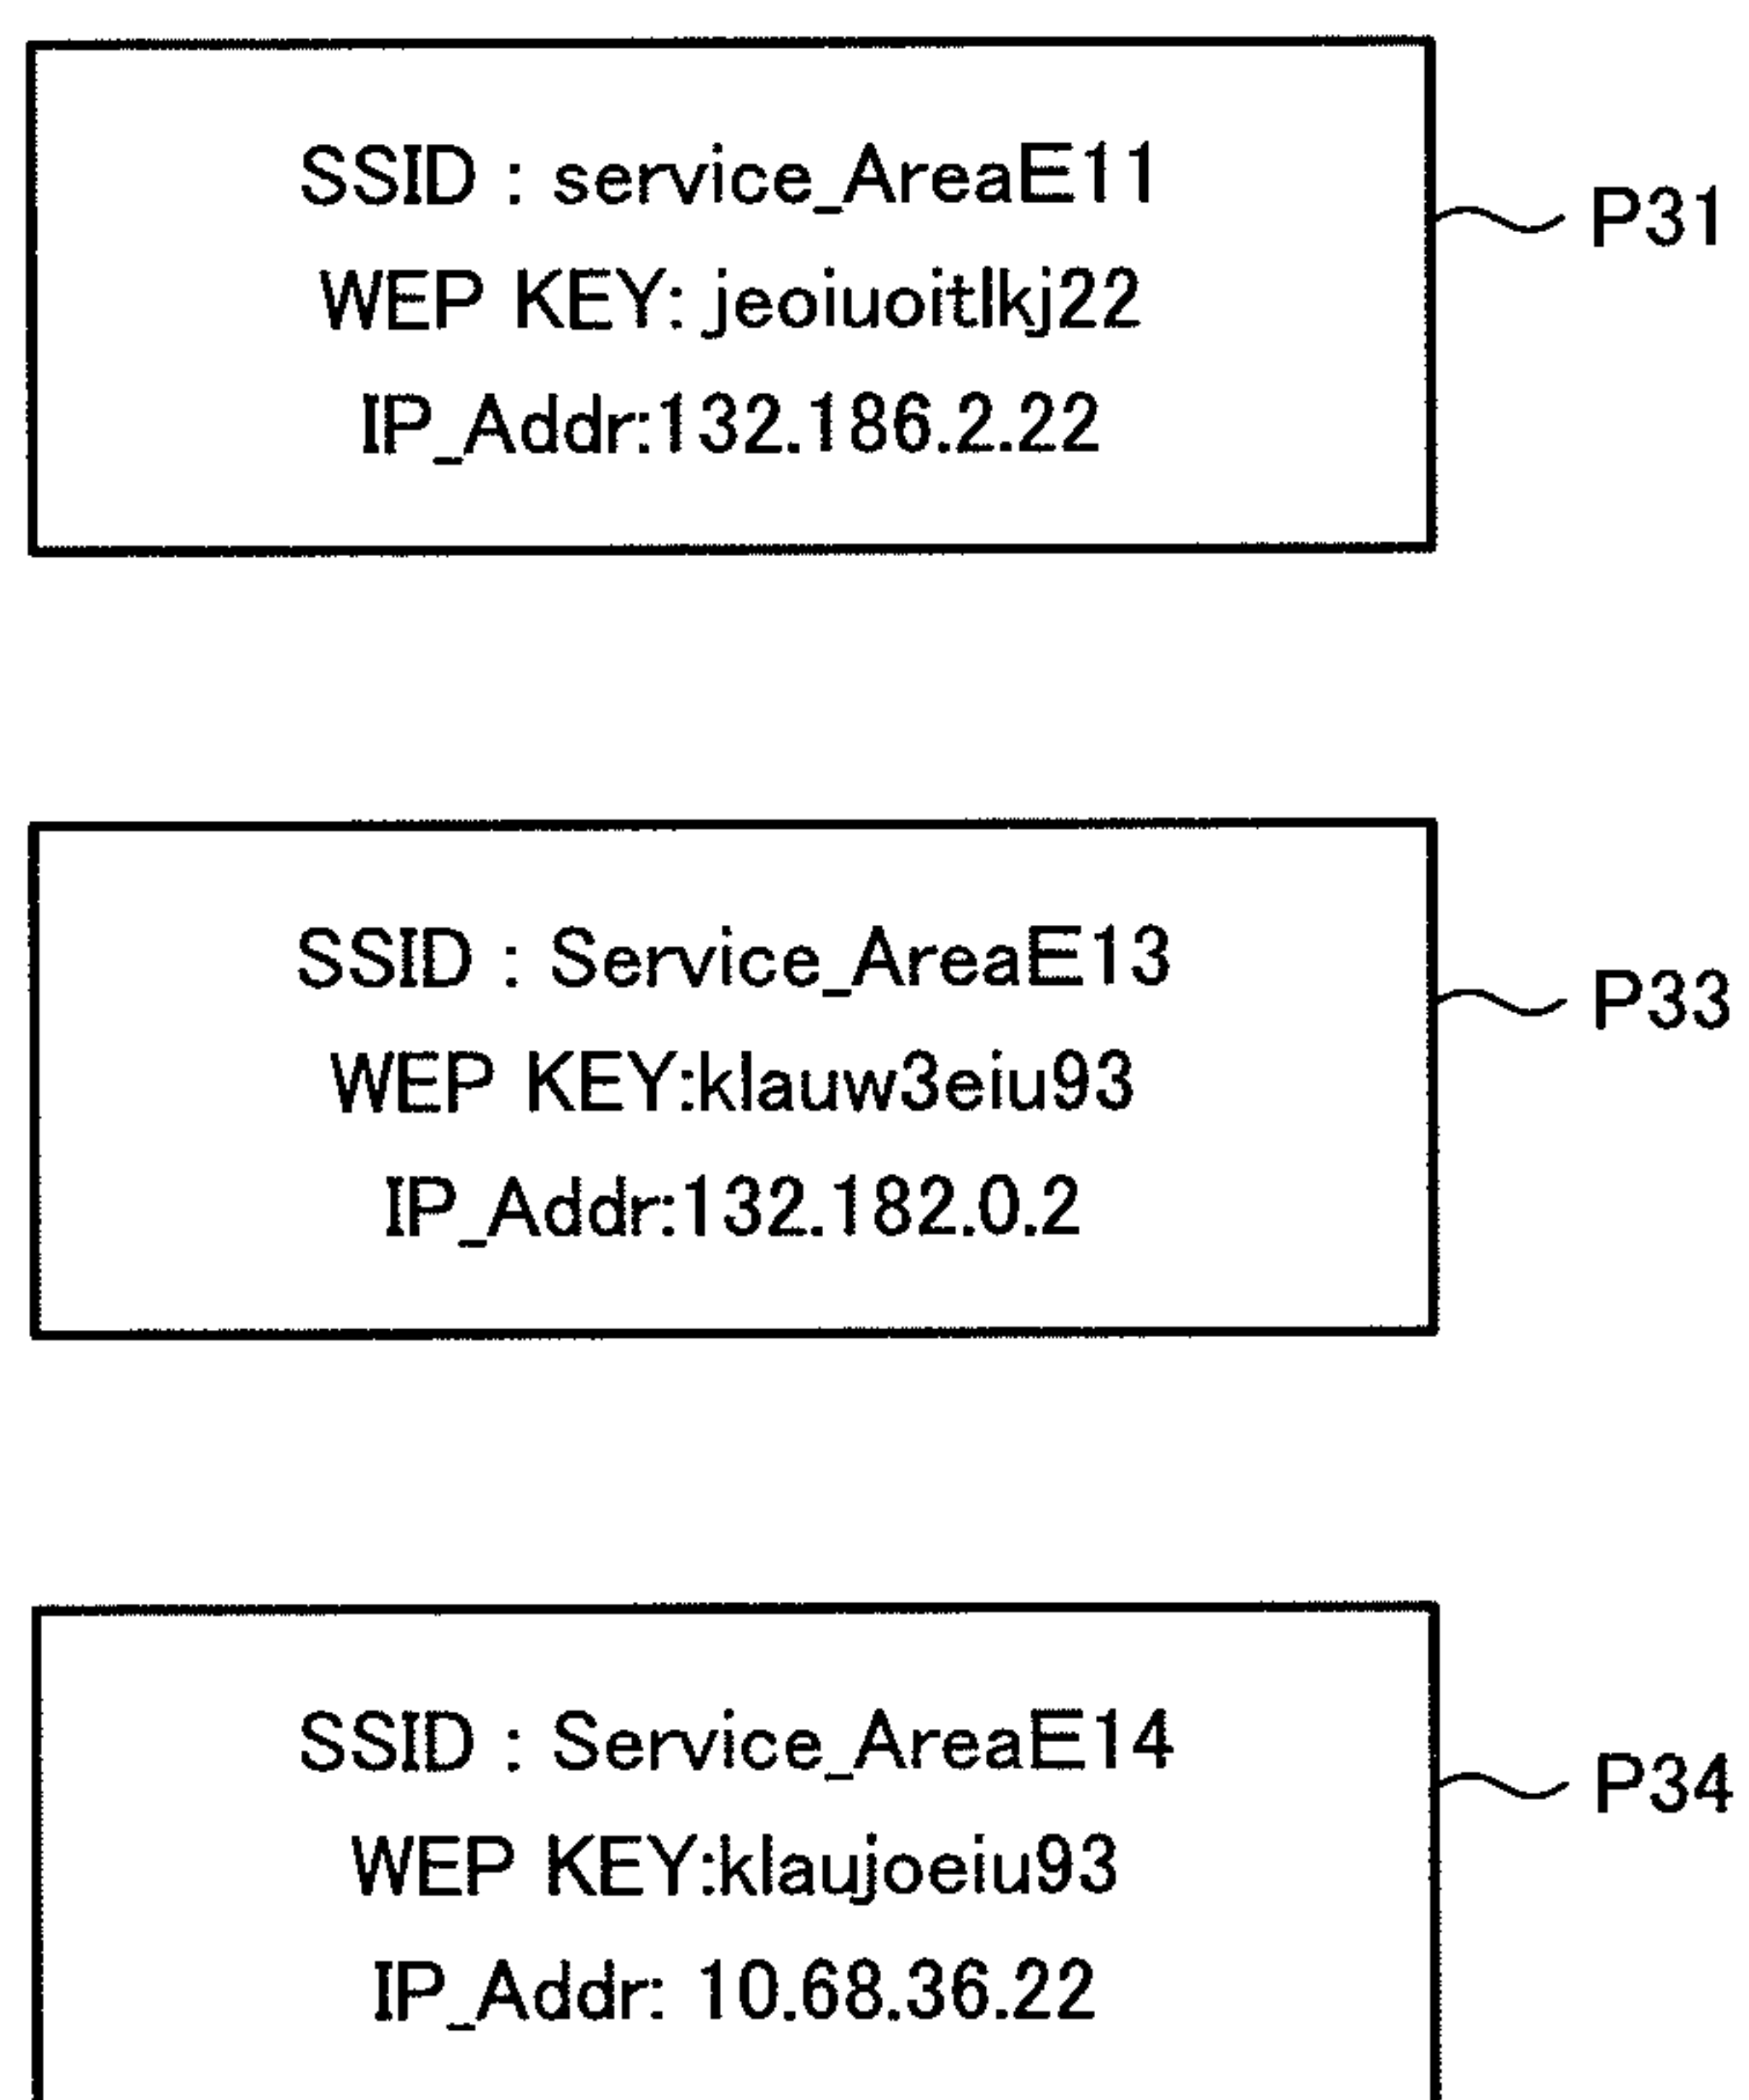 SSID : service_AreaE11
WEP KEY: jeoiuoitlkj22
IP_Addr:132.186.2.22
P31
SSID : Service_AreaE13
WEP KEY:klauw3eiu93
IP_Addr:132.182.0.2
P33
SSID : Service_AreaE14
WEP KEY:klaujoeiu93
IP_Addr: 10.68.36.22
P34